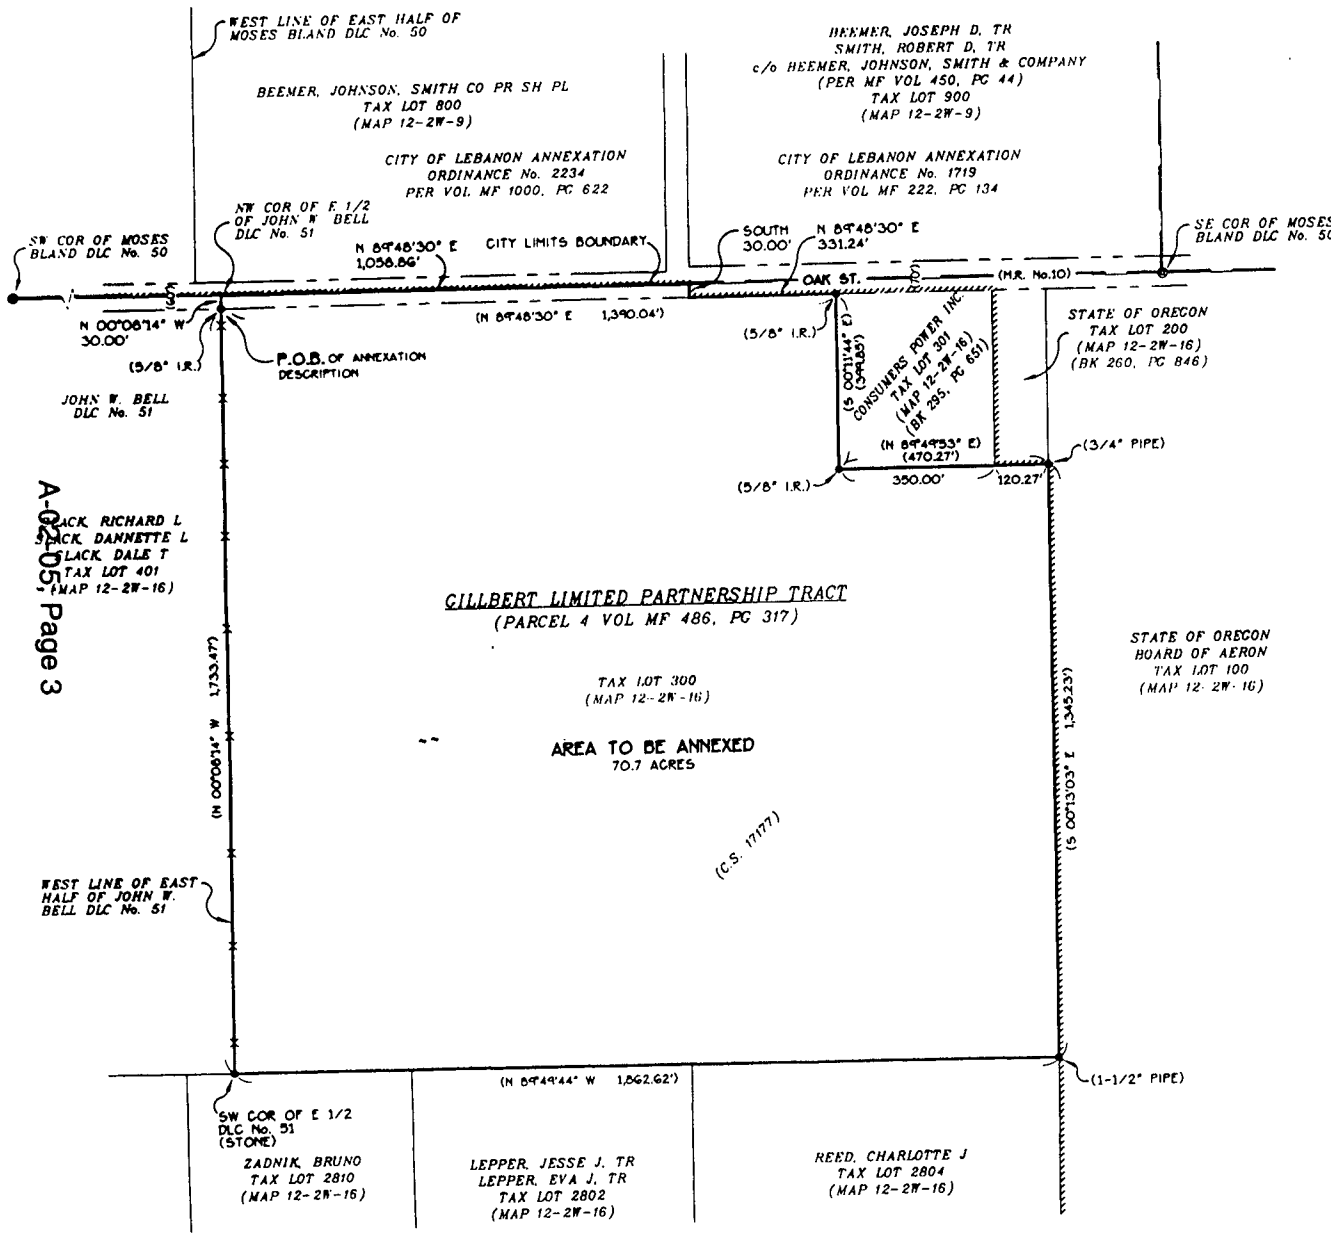 WEST LINE OF EAST HALF OF
MOSES BLAND DLC No. 50
BEEMER, JOHNSON, SMITH CO PR SH PL
TAX LOT 800
(MAP 12-2W-9)
CITY OF LEBANON ANNEXATION
ORDINANCE No. 2234
PER VOL MF 1000, PG 622
BEEMER, JOSEPH D, TR
SMITH, ROBERT D, TR
c/o BEEMER, JOHNSON, SMITH & COMPANY
(PER MF VOL 450, PG 44)
TAX LOT 900
(MAP 12-2W-9)
CITY OF LEBANON ANNEXATION
ORDINANCE No. 1719
PER VOL MF 222, PG 134
NW COR OF E 1/2
OF JOHN W BELL
DLC No. 51
SW COR OF MOSES
BLAND DLC No. 50
N 89°48'30" E
1,058.86'
CITY LIMITS BOUNDARY
SOUTH
30.00'
N 89°48'30" E
331.24'
SE COR OF MOSES
BLAND DLC No. 50
OAK ST.
(70')
(M.R. No.10)
N 00°08'14" W
30.00'
(5/8" I.R.)
P.O.B. OF ANNEXATION
DESCRIPTION
(N 89°48'30" E 1,390.04')
(5/8" I.R.)
(S 00°11'44" E)
(399.85')
CONSUMERS POWER INC.
TAX LOT 301
(MAP 12-2W-16)
(BK 295, PG 651)
STATE OF OREGON
TAX LOT 200
(MAP 12-2W-16)
(BK 260, PG 846)
JOHN W. BELL
DLC No. 51
(N 89°49'53" E)
(470.27')
350.00'
120.27'
(3/4" PIPE)
(5/8" I.R.)
A-02-05, Page 3
RICHARD L
DANNETTE L
SLACK DALE T
TAX LOT 401
(MAP 12-2W-16)
GILLBERT LIMITED PARTNERSHIP TRACT
(PARCEL 4 VOL MF 486, PG 317)
TAX LOT 300
(MAP 12-2W-16)
AREA TO BE ANNEXED
70.7 ACRES
(C.S. 17177)
(N 00°08'14" W 1,733.47')
(S 00°13'03" E 1,345.23')
STATE OF OREGON
BOARD OF AERON
TAX LOT 100
(MAP 12-2W-16)
WEST LINE OF EAST
HALF OF JOHN W.
BELL DLC No. 51
(N 89°49'44" W 1,862.62')
(1-1/2" PIPE)
SW COR OF E 1/2
DLC No. 51
(STONE)
ZADNIK, BRUNO
TAX LOT 2810
(MAP 12-2W-16)
LEPPER, JESSE J, TR
LEPPER, EVA J, TR
TAX LOT 2802
(MAP 12-2W-16)
REED, CHARLOTTE J
TAX LOT 2804
(MAP 12-2W-16)